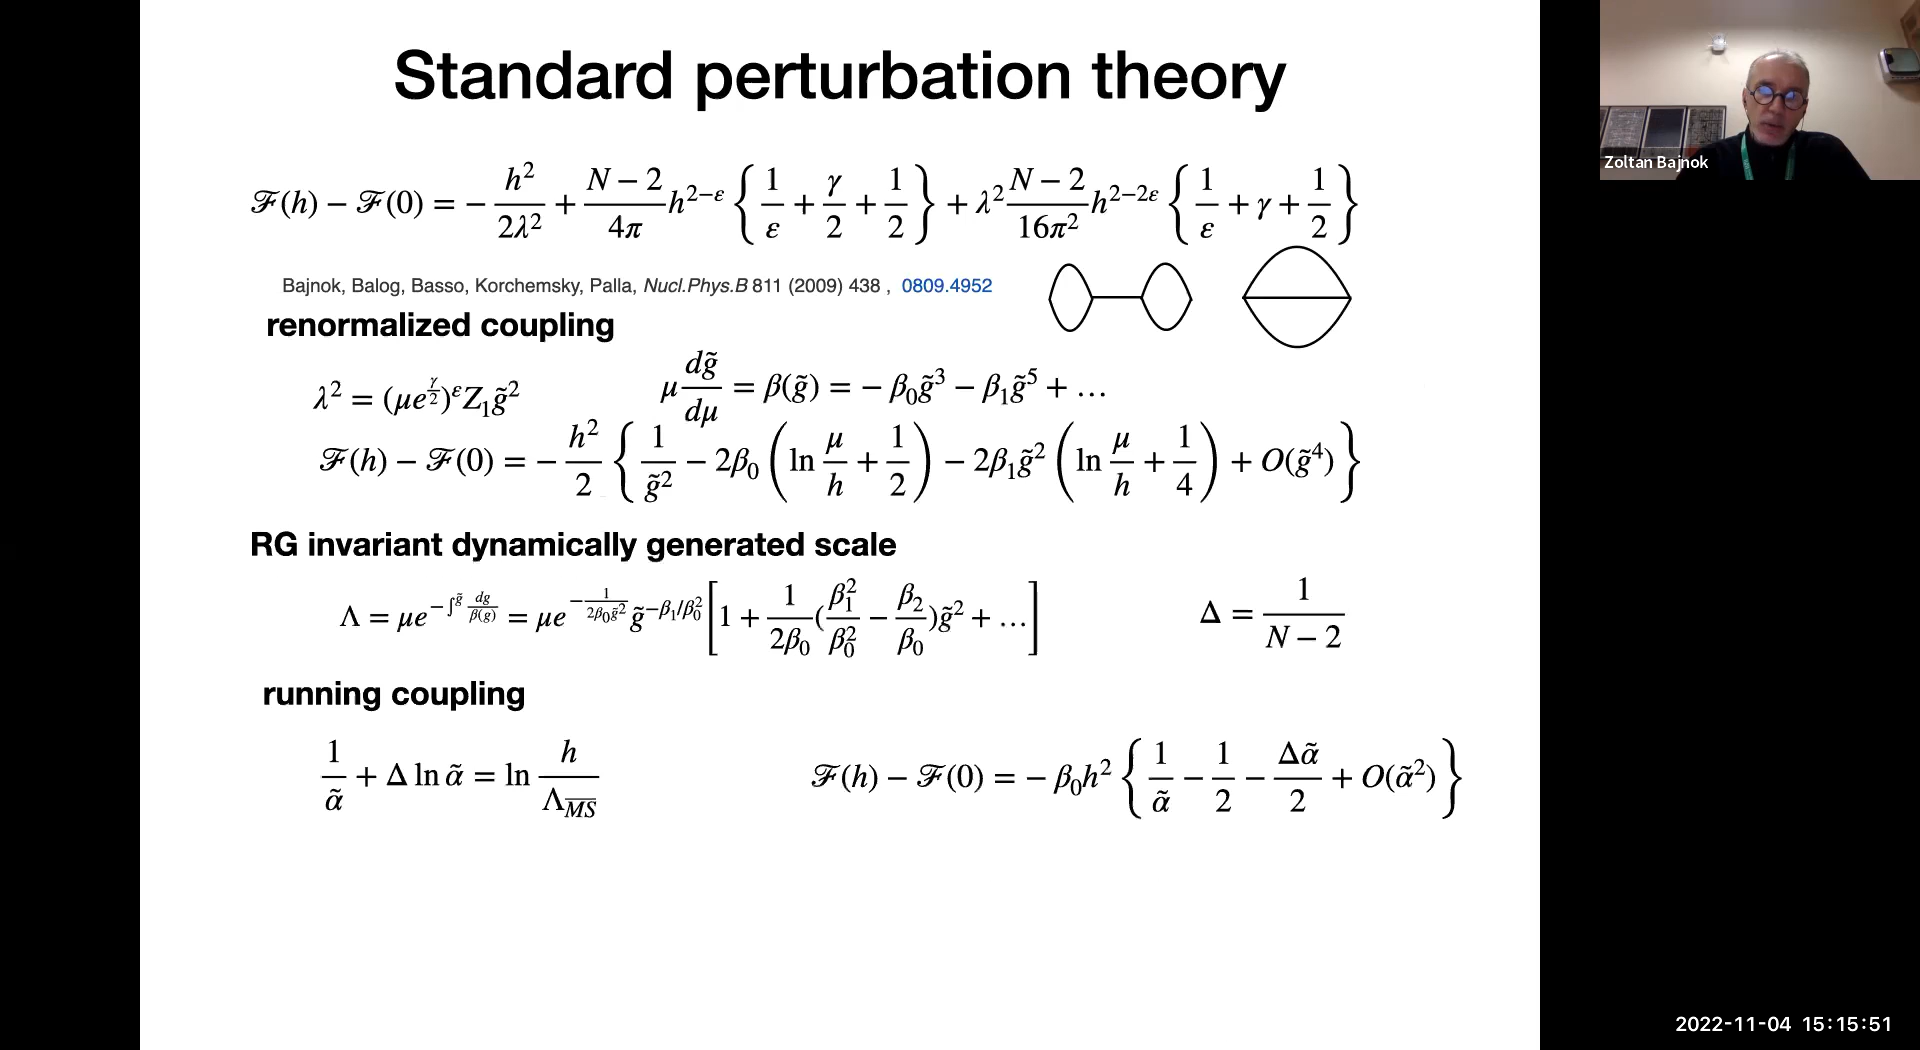 Standard perturbation theory
ℱ(h) − ℱ(0) = − h²/2λ² + (N − 2)/4π h^{2−ε} { 1/ε + γ/2 + 1/2 } + λ² (N − 2)/16π² h^{2−2ε} { 1/ε + γ + 1/2 }
Bajnok, Balog, Basso, Korchemsky, Palla, Nucl.Phys.B 811 (2009) 438 , 0809.4952
renormalized coupling
λ² = (μe^{γ/2})^ε Z₁g̃² μ dg̃/dμ = β(g̃) = − β₀g̃³ − β₁g̃⁵ + …
ℱ(h) − ℱ(0) = − h²/2 { 1/g̃² − 2β₀ ( ln μ/h + 1/2 ) − 2β₁g̃² ( ln μ/h + 1/4 ) + O(g̃⁴) }
RG invariant dynamically generated scale
Λ = μe^{−∫^{g̃} dg/β(g)} = μe^{−1/(2β₀g̃²)} g̃^{−β₁/β₀²} [ 1 + 1/2β₀ (β₁²/β₀² − β₂/β₀)g̃² + … ] Δ = 1/(N − 2)
running coupling
1/α̃ + Δ ln α̃ = ln h/Λ_{\overline{MS}} ℱ(h) − ℱ(0) = − β₀h² { 1/α̃ − 1/2 − Δα̃/2 + O(α̃²) }
Zoltan Bajnok
2022-11-04 15:15:51